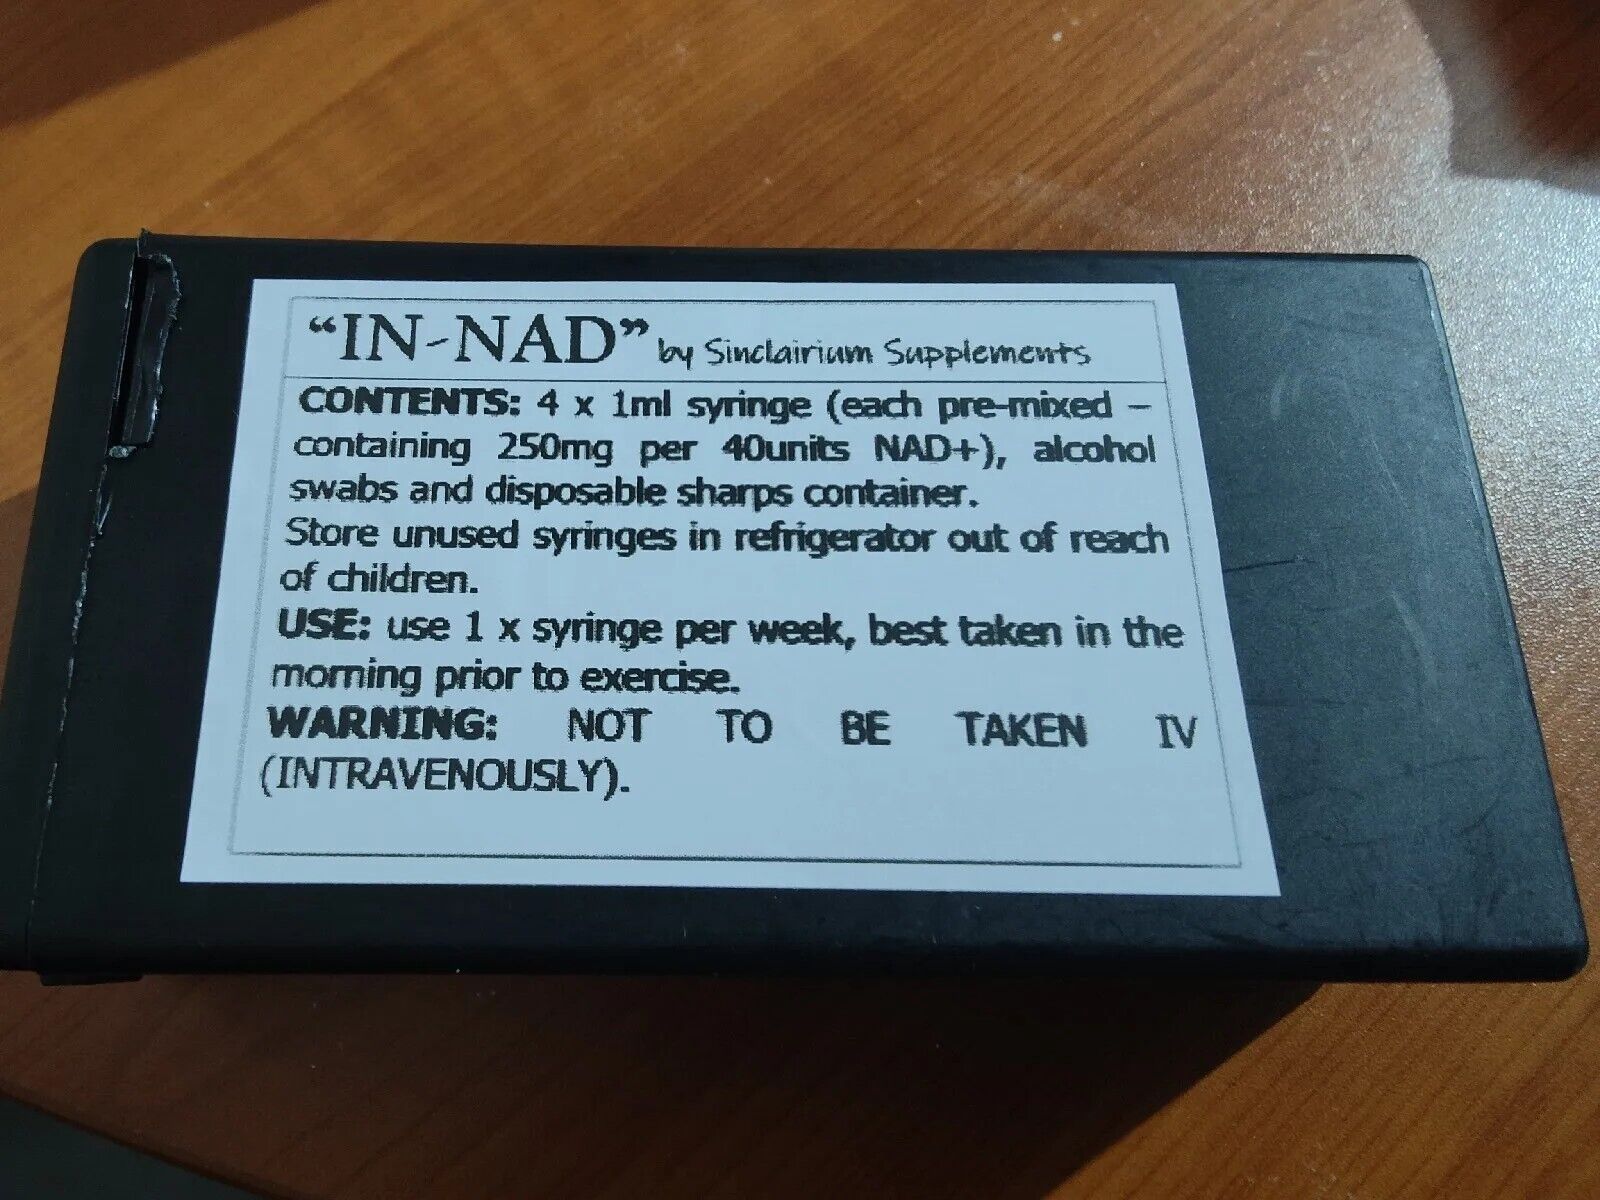 “IN-NAD” by Sinclairium Supplements
CONTENTS: 4 x 1ml syringe (each pre-mixed –
containing 250mg per 40units NAD+), alcohol
swabs and disposable sharps container.
Store unused syringes in refrigerator out of reach
of children.
USE: use 1 x syringe per week, best taken in the
morning prior to exercise.
WARNING: NOT TO BE TAKEN IV
(INTRAVENOUSLY).